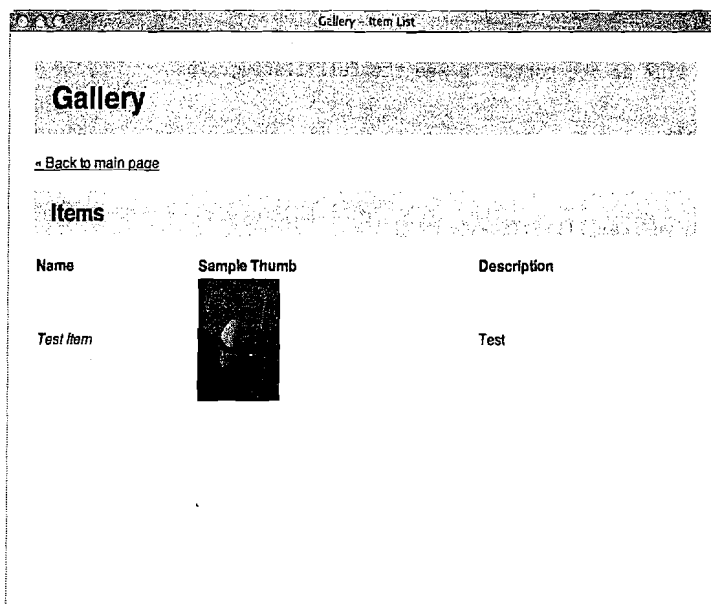 Gallery – Item List
Gallery
« Back to main page
Items
Name Sample Thumb Description
Test Item Test